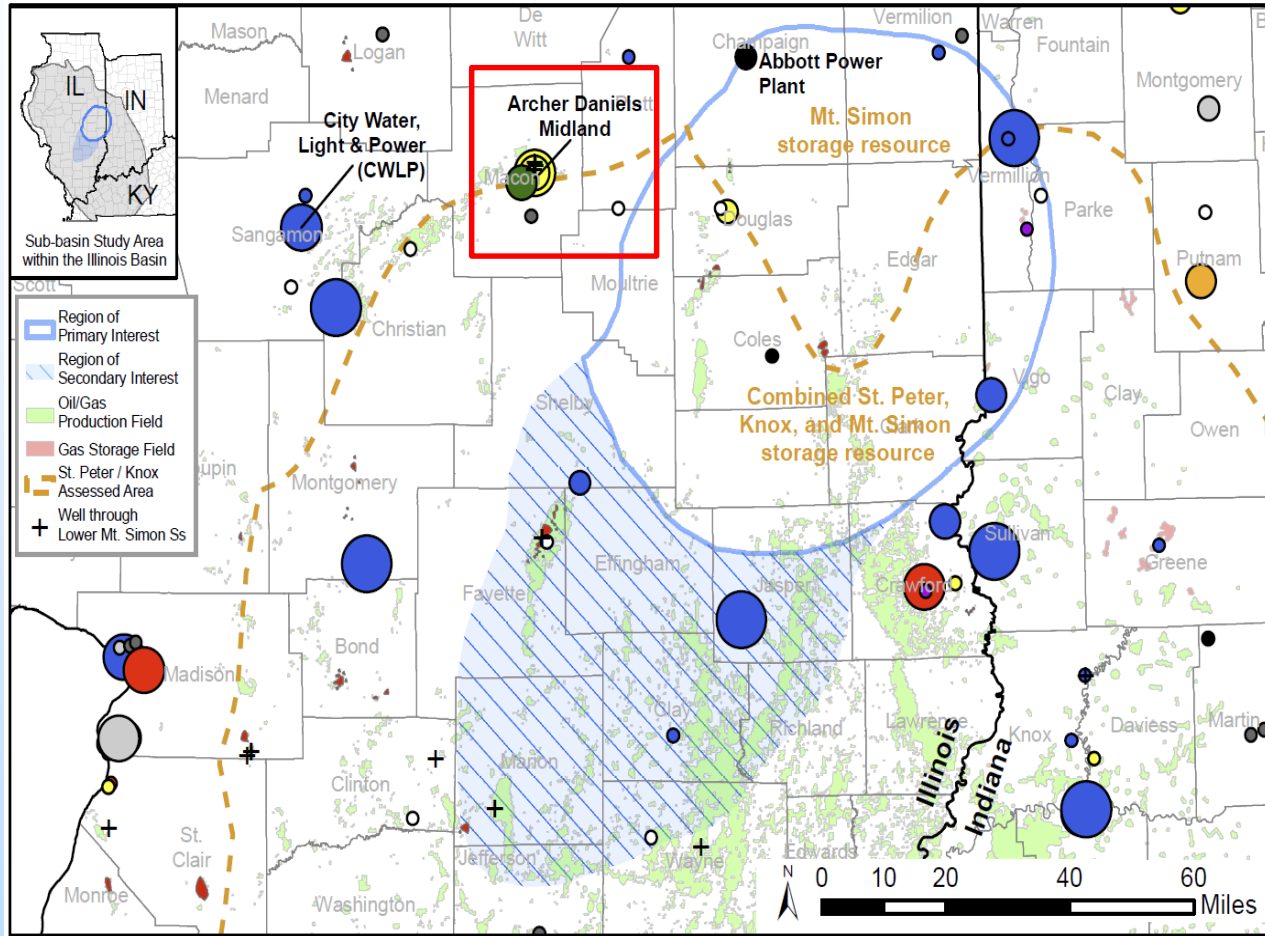 Mason
Logan
De
Witt
Champaign
Vermilion
Warren
Fountain
Montgomery
Menard
IL
IN
KY
Sub-basin Study Area
within the Illinois Basin
City Water,
Light & Power
(CWLP)
Archer Daniels
Midland
Abbott Power
Plant
Mt. Simon
storage resource
Macon
Sangamon
Douglas
Vermillion
Parke
Putnam
Edgar
Moultrie
Scott
Christian
Coles
Vigo
Clay
Owen
Region of
Primary Interest
Region of
Secondary Interest
Oil/Gas
Production Field
Gas Storage Field
St. Peter / Knox
Assessed Area
Well through
Lower Mt. Simon Ss
Shelby
Combined St. Peter,
Knox, and Mt. Simon
storage resource
Clark
Montgomery
Effingham
Jasper
Crawford
Sullivan
Greene
Fayette
Bond
Madison
Clay
Richland
Lawrence
Knox
Daviess
Martin
Marion
Clinton
Illinois
Indiana
St.
Clair
Monroe
Washington
Jefferson
Wayne
Edwards
N
0 10 20 40 60
Miles